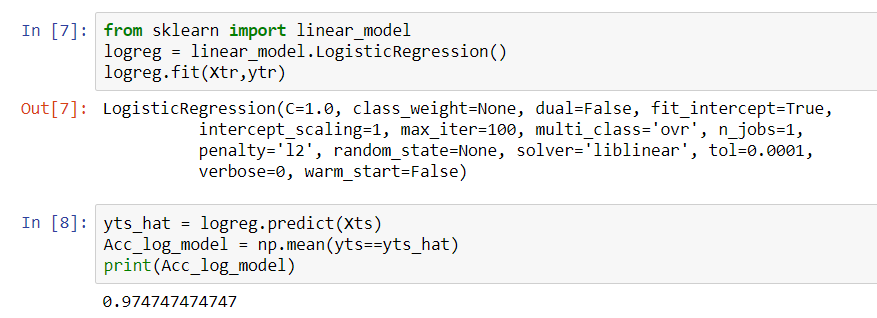 In [7]: from sklearn import linear_model
logreg = linear_model.LogisticRegression()
logreg.fit(Xtr,ytr)
Out[7]: LogisticRegression(C=1.0, class_weight=None, dual=False, fit_intercept=True,
intercept_scaling=1, max_iter=100, multi_class='ovr', n_jobs=1,
penalty='l2', random_state=None, solver='liblinear', tol=0.0001,
verbose=0, warm_start=False)
In [8]: yts_hat = logreg.predict(Xts)
Acc_log_model = np.mean(yts==yts_hat)
print(Acc_log_model)
0.974747474747